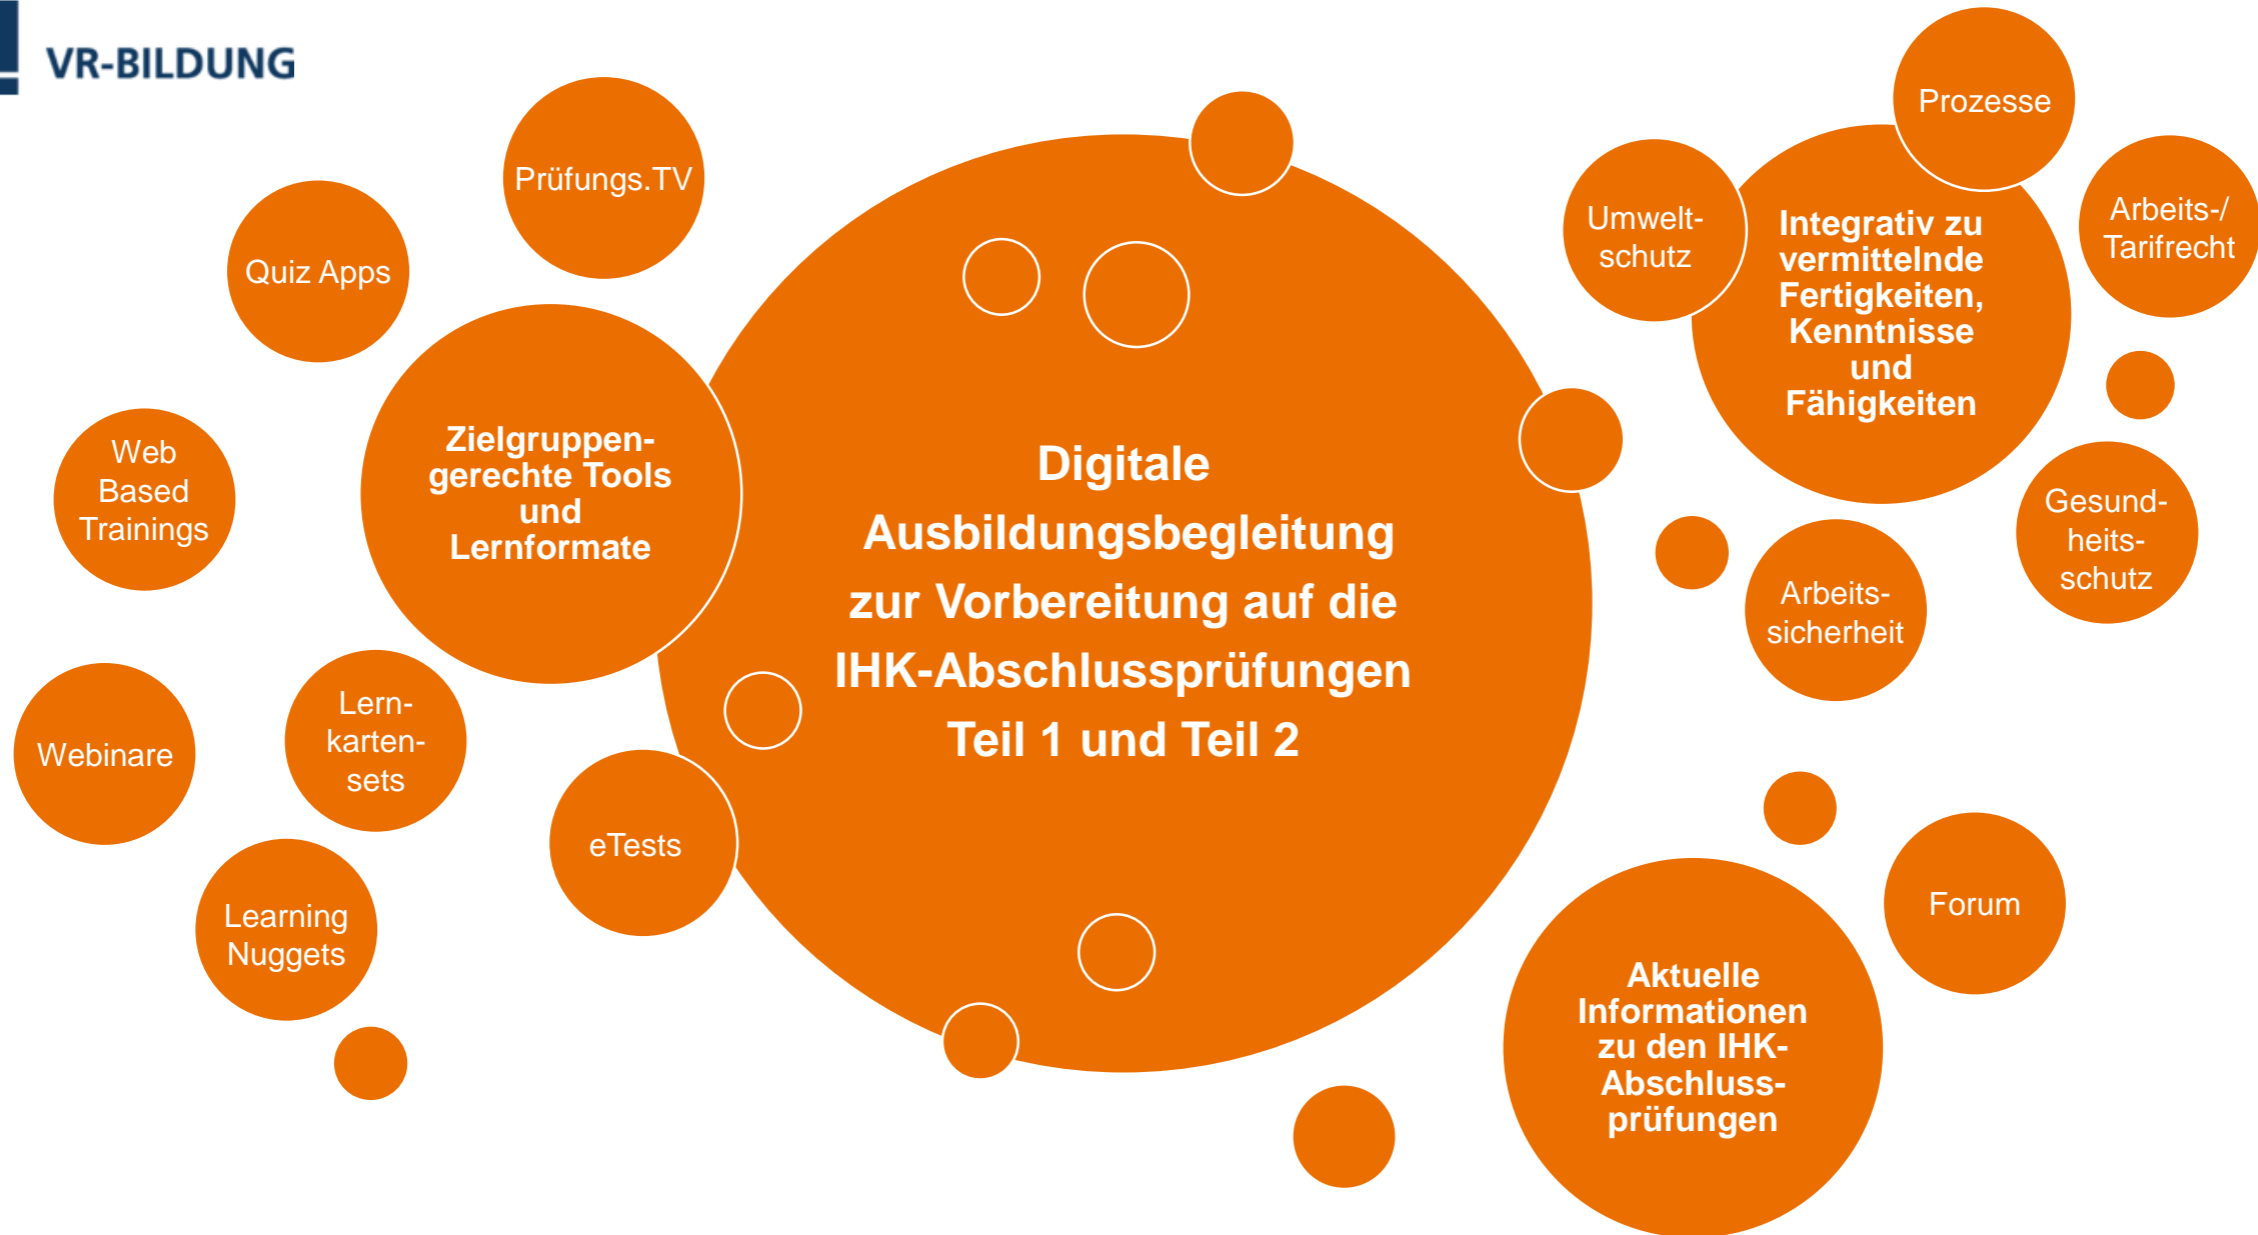 VR-BILDUNG
Prüfungs.TV
Quiz Apps
Web
Based
Trainings
Zielgruppen-
gerechte Tools
und
Lernformate
Webinare
Lern-
karten-
sets
Learning
Nuggets
eTests
Digitale
Ausbildungsbegleitung
zur Vorbereitung auf die
IHK-Abschlussprüfungen
Teil 1 und Teil 2
Prozesse
Umwelt-
schutz
Integrativ zu
vermittelnde
Fertigkeiten,
Kenntnisse
und
Fähigkeiten
Arbeits-/
Tarifrecht
Gesund-
heits-
schutz
Arbeits-
sicherheit
Forum
Aktuelle
Informationen
zu den IHK-
Abschluss-
prüfungen